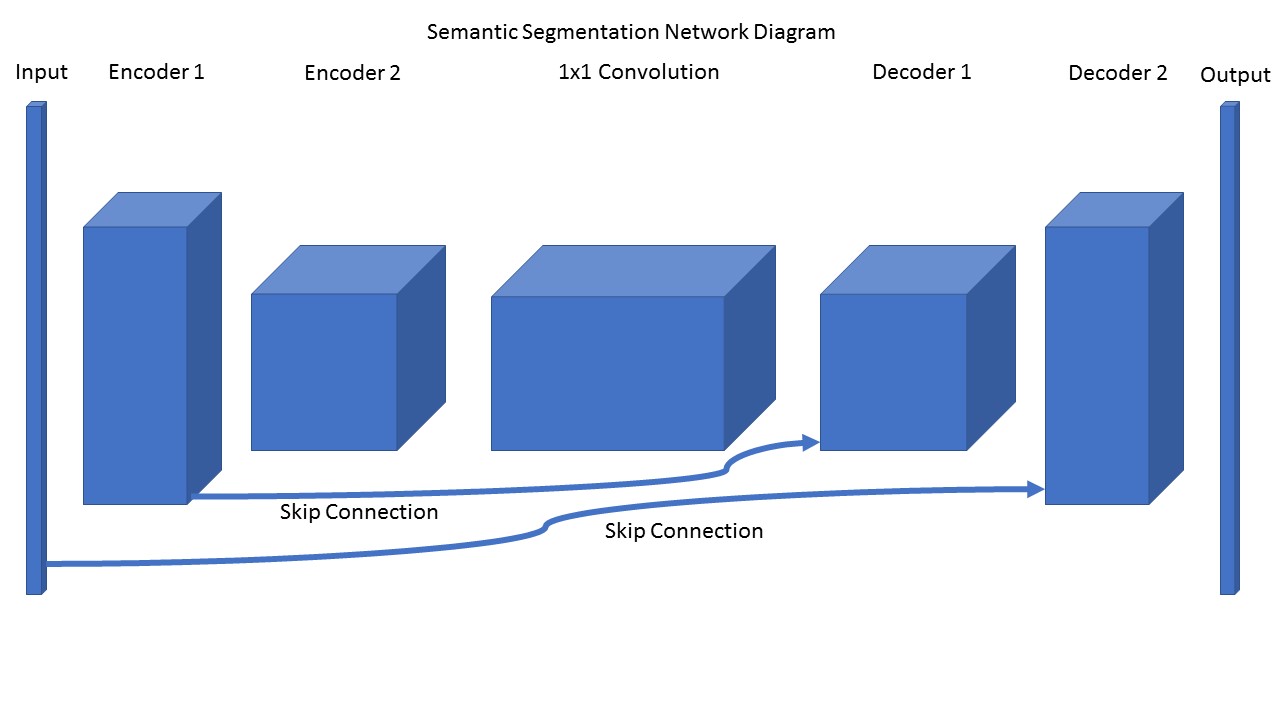 Semantic Segmentation Network Diagram
Input
Encoder 1
Encoder 2
1x1 Convolution
Decoder 1
Decoder 2
Output
Skip Connection
Skip Connection